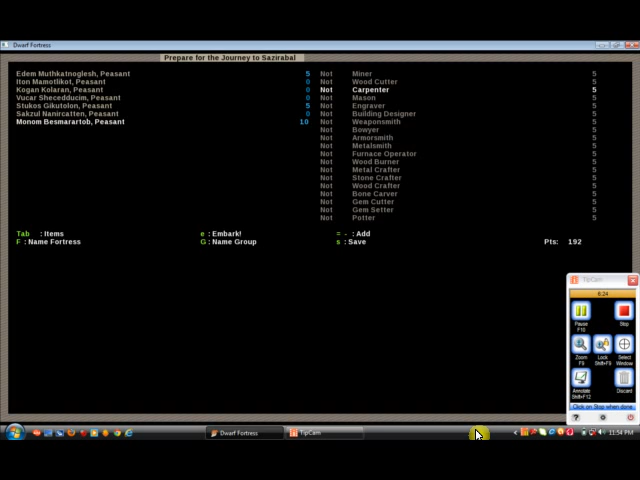 Dwarf Fortress
Prepare for the Journey to Sazirabal
Edem Muthkatnoglesh, Peasant 5 Not Miner 5
Iton Mamotlikot, Peasant 0 Not Wood Cutter 5
Kogan Kolaran, Peasant 0 Not Carpenter 5
Vucar Shecedducim, Peasant 0 Not Mason 5
Stukos Gikutolon, Peasant 5 Not Engraver 5
Sakzul Nanircatten, Peasant 0 Not Building Designer 5
Monom Besmarartob, Peasant 10 Not Weaponsmith 5
Not Bowyer 5
Not Armorsmith 5
Not Metalsmith 5
Not Furnace Operator 5
Not Wood Burner 5
Not Metal Crafter 5
Not Stone Crafter 5
Not Wood Crafter 5
Not Bone Carver 5
Not Gem Cutter 5
Not Gem Setter 5
Not Potter 5
Tab : Items e : Embark! = - : Add
F : Name Fortress G : Name Group s : Save Pts: 192
TipCam
6:24
Pause F10
Stop
Zoom F9
Lock Shift+F9
Select Window
Annotate Shift+F12
Discard
Click on Stop when done
Dwarf Fortress TipCam 11:54 PM